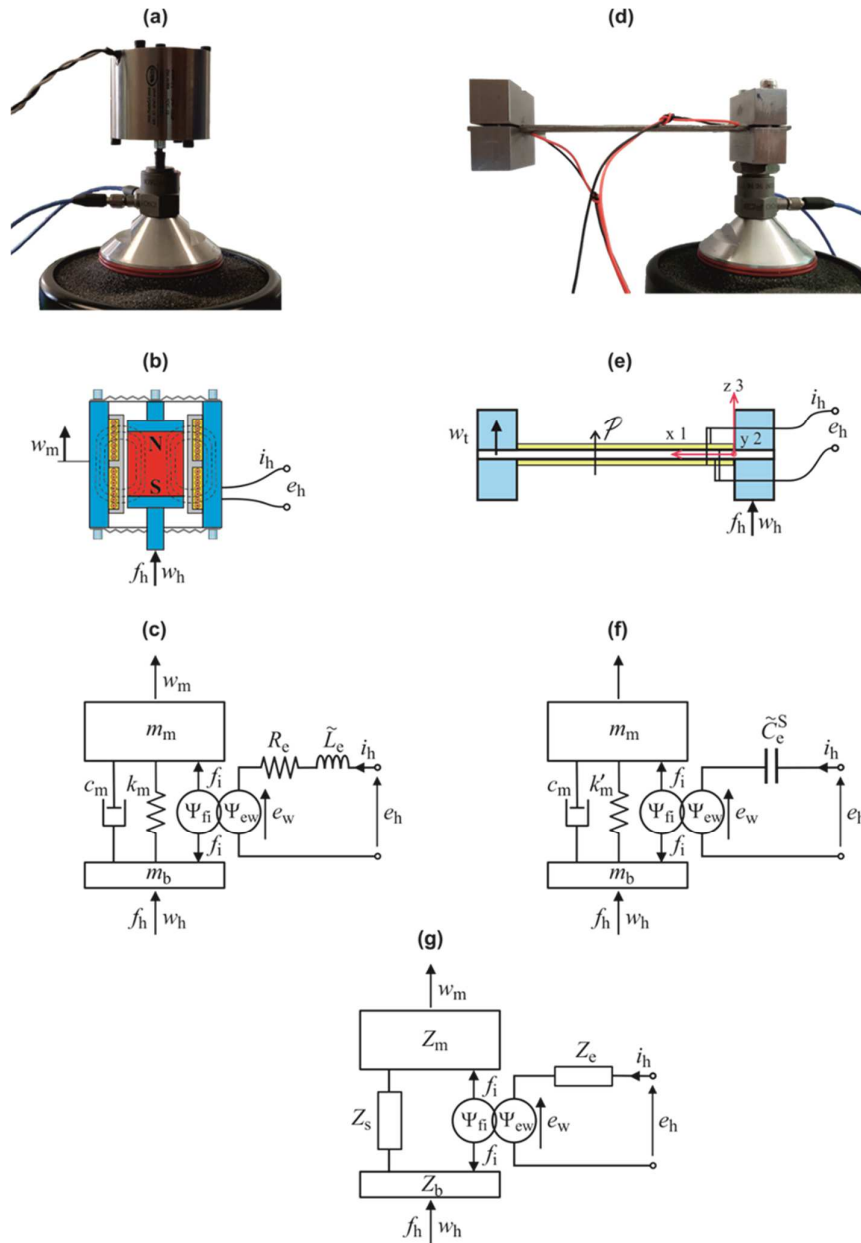 (a)
(d)
(b)
w_m
N
S
i_h
e_h
f_h w_h
(e)
w_t
𝒫
z 3
x 1
y 2
i_h
e_h
f_h w_h
(c)
w_m
m_m
R_e
L̃_e
i_h
c_m
k_m
f_i
Ψ_fi
Ψ_ew
e_w
e_h
f_i
m_b
f_h w_h
(f)
m_m
C̃_e^S
i_h
c_m
k′_m
f_i
Ψ_fi
Ψ_ew
e_w
e_h
f_i
m_b
f_h w_h
(g)
w_m
Z_m
Z_e
i_h
Z_s
f_i
Ψ_fi
Ψ_ew
e_w
e_h
f_i
Z_b
f_h w_h